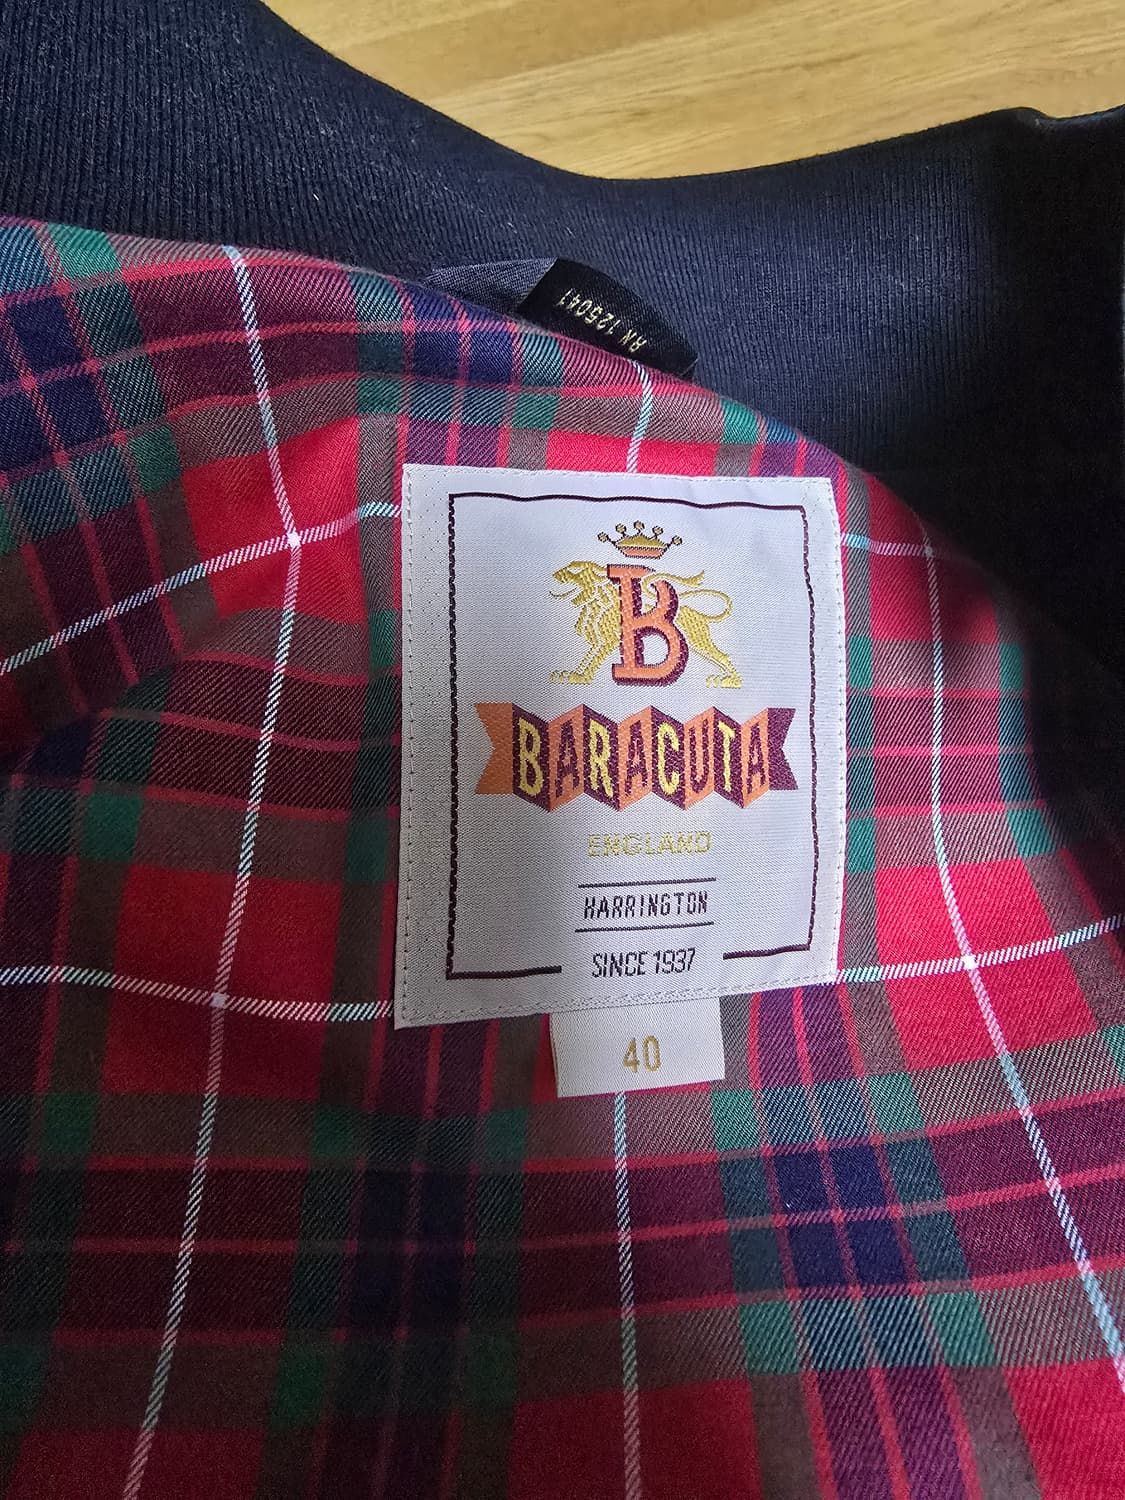 RN 125041
B
BARACUTA
ENGLAND
HARRINGTON
SINCE 1937
40